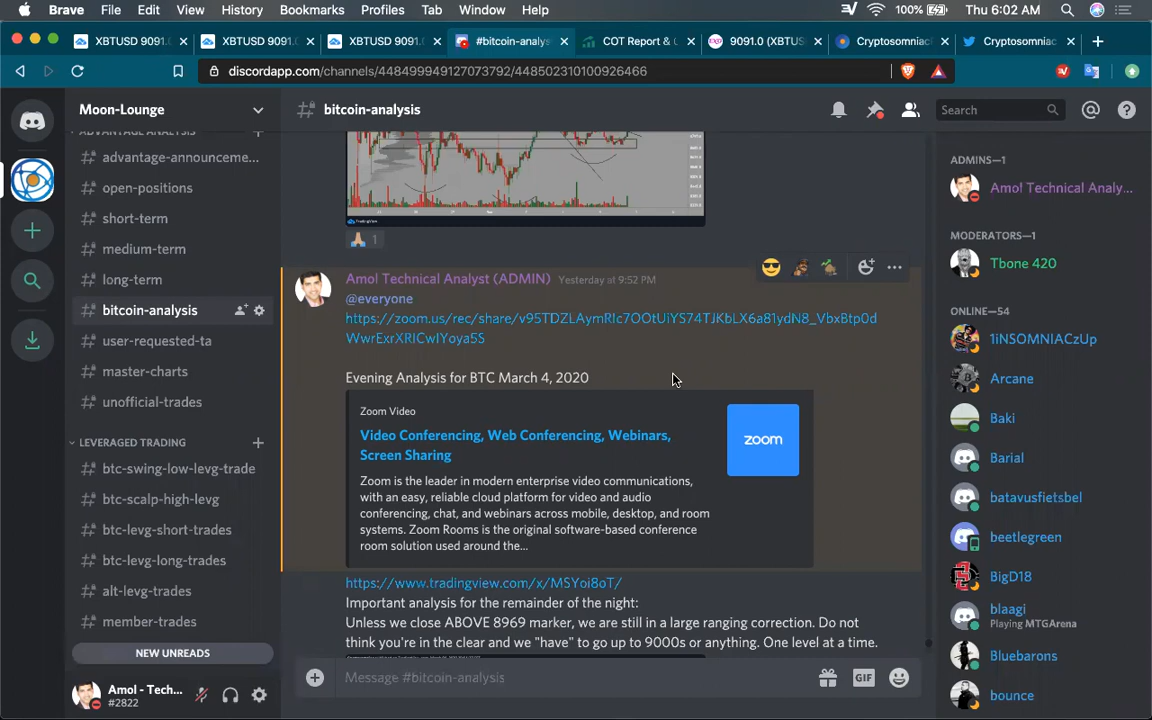 Brave File Edit View History Bookmarks Profiles Tab Window Help 100% Thu 6:02 AM
XBTUSD 9091.0 XBTUSD 9091.0 XBTUSD 9091.0 #bitcoin-analysis COT Report & L 9091.0 (XBTUS Cryptosomniac Cryptosomniac
discordapp.com/channels/448499949127073792/448502310100926466
Moon-Lounge
bitcoin-analysis
Search
ADVANTAGE ANALYSIS
advantage-announceme...
open-positions
short-term
medium-term
long-term
bitcoin-analysis
user-requested-ta
master-charts
unofficial-trades
LEVERAGED TRADING
btc-swing-low-levg-trade
btc-scalp-high-levg
btc-levg-short-trades
btc-levg-long-trades
alt-levg-trades
member-trades
NEW UNREADS
Amol - Tech...
#2822
TradingView
1
Amol Technical Analyst (ADMIN) Yesterday at 9:52 PM
@everyone
Evening Analysis for BTC March 4, 2020
Zoom Video
Video Conferencing, Web Conferencing, Webinars,
Screen Sharing
zoom
Zoom is the leader in modern enterprise video communications,
with an easy, reliable cloud platform for video and audio
conferencing, chat, and webinars across mobile, desktop, and room
systems. Zoom Rooms is the original software-based conference
room solution used around the...
https://www.tradingview.com/x/MSYoi8oT/
Important analysis for the remainder of the night:
Unless we close ABOVE 8969 marker, we are still in a large ranging correction. Do not
think you're in the clear and we "have" to go up to 9000s or anything. One level at a time.
Message #bitcoin-analysis
GIF
ADMINS—1
Amol Technical Analy...
MODERATORS—1
Tbone 420
ONLINE—54
1iNSOMNIACzUp
Arcane
Baki
Barial
batavusfietsbel
beetlegreen
BigD18
blaagi
Playing MTGArena
Bluebarons
bounce